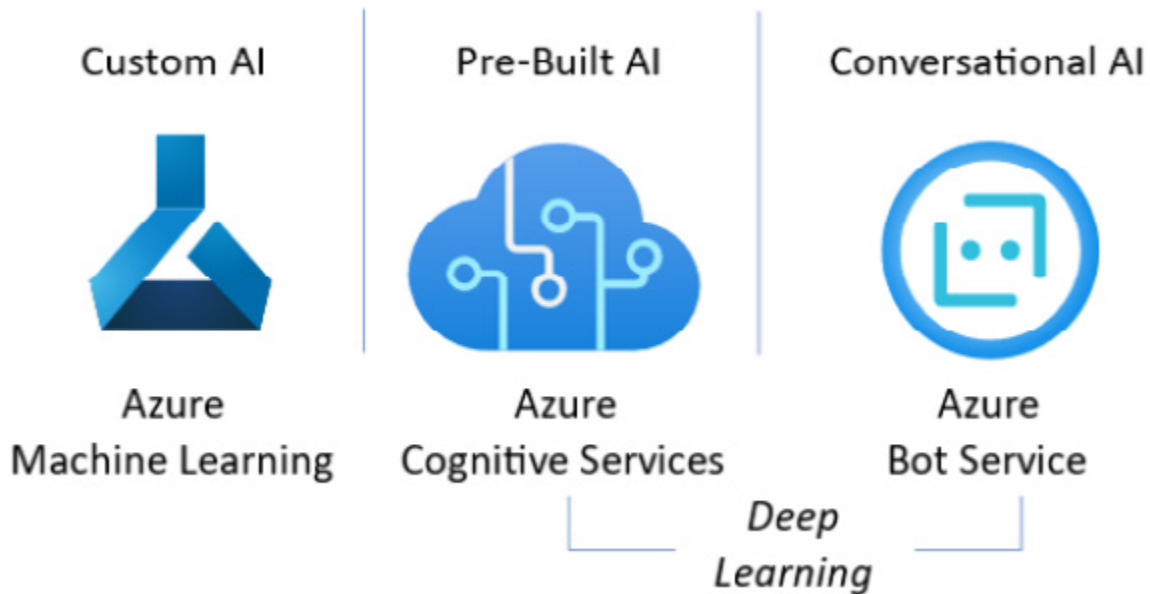 Custom AI
Pre-Built AI
Conversational AI
Azure
Machine Learning
Azure
Cognitive Services
Azure
Bot Service
Deep
Learning